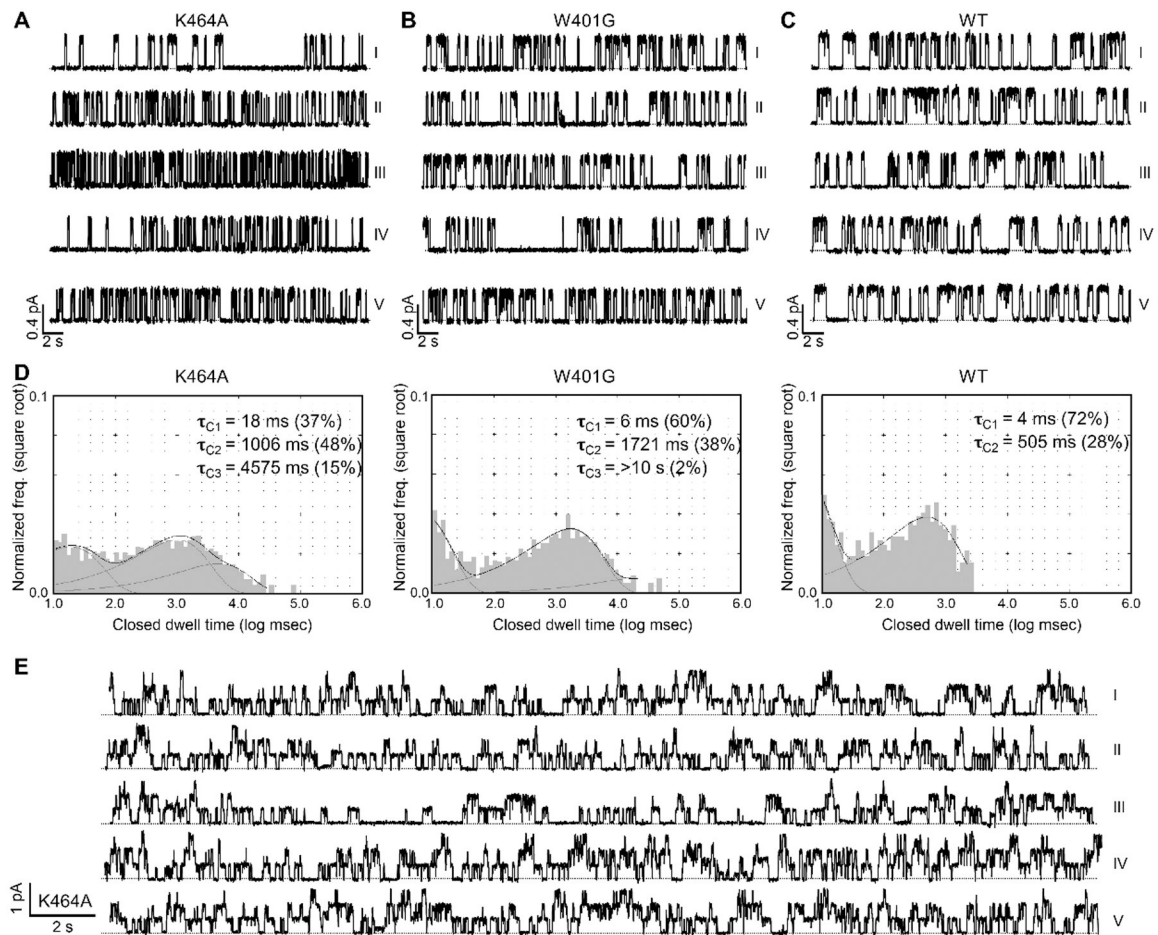 A K464A B W401G C WT
I I I
II II II
III III III
IV IV IV
V V V
0.4 pA 0.4 pA 0.4 pA
2 s 2 s 2 s
D K464A W401G WT
Normalized freq. (square root) Normalized freq. (square root) Normalized freq. (square root)
0.1 0.1 0.1
τC1 = 18 ms (37%) τC1 = 6 ms (60%) τC1 = 4 ms (72%)
τC2 = 1006 ms (48%) τC2 = 1721 ms (38%) τC2 = 505 ms (28%)
τC3 = 4575 ms (15%) τC3 = >10 s (2%)
0.0 0.0 0.0
1.0 2.0 3.0 4.0 5.0 6.0 1.0 2.0 3.0 4.0 5.0 6.0 1.0 2.0 3.0 4.0 5.0 6.0
Closed dwell time (log msec) Closed dwell time (log msec) Closed dwell time (log msec)
E
I
II
III
IV
V
1 pA K464A
2 s